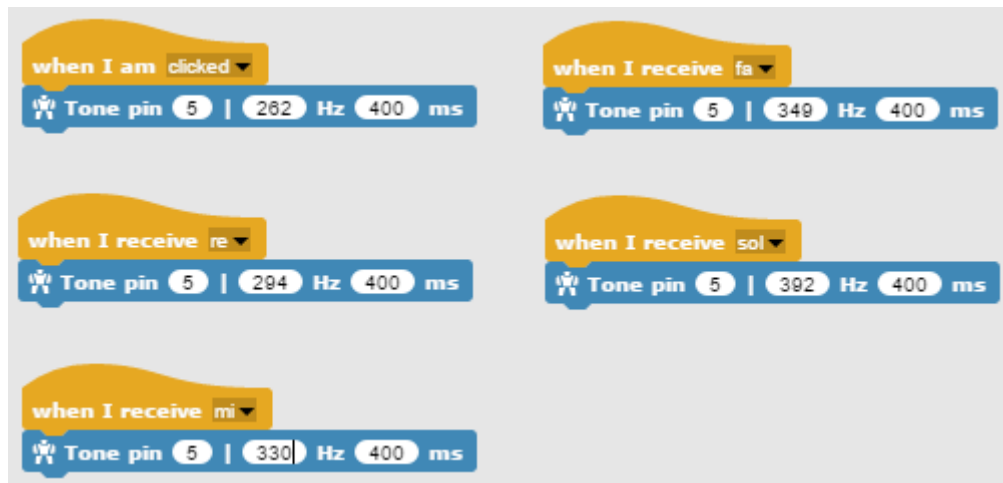 when I am clicked
Tone pin 5 | 262 Hz 400 ms
when I receive fa
Tone pin 5 | 349 Hz 400 ms
when I receive re
Tone pin 5 | 294 Hz 400 ms
when I receive sol
Tone pin 5 | 392 Hz 400 ms
when I receive mi
Tone pin 5 | 330 Hz 400 ms